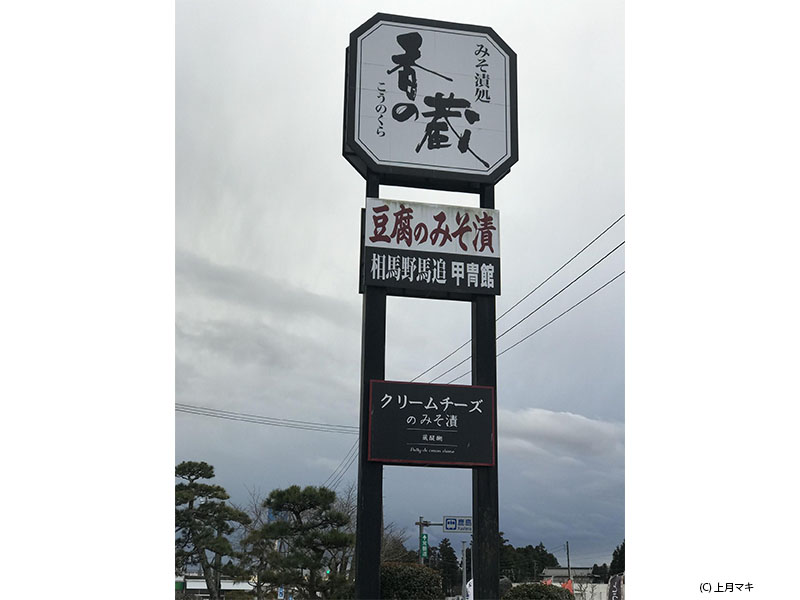 みそ漬処
香の蔵
こうのくら
豆腐のみそ漬
相馬野馬追 甲冑館
クリームチーズ
のみそ漬
鹿島
(C) 上月マキ